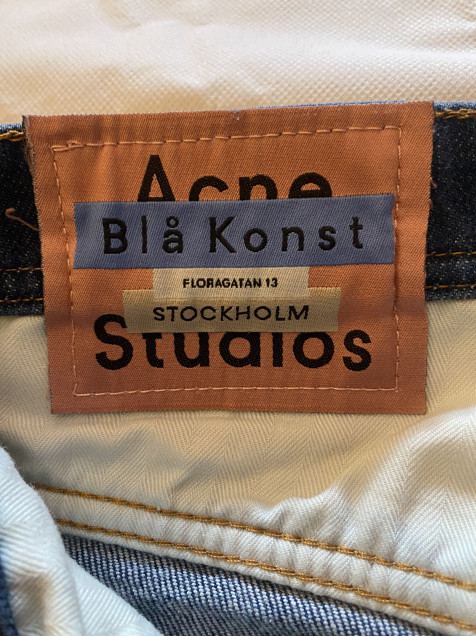 Acne
Blå Konst
FLORAGATAN 13
STOCKHOLM
Studios